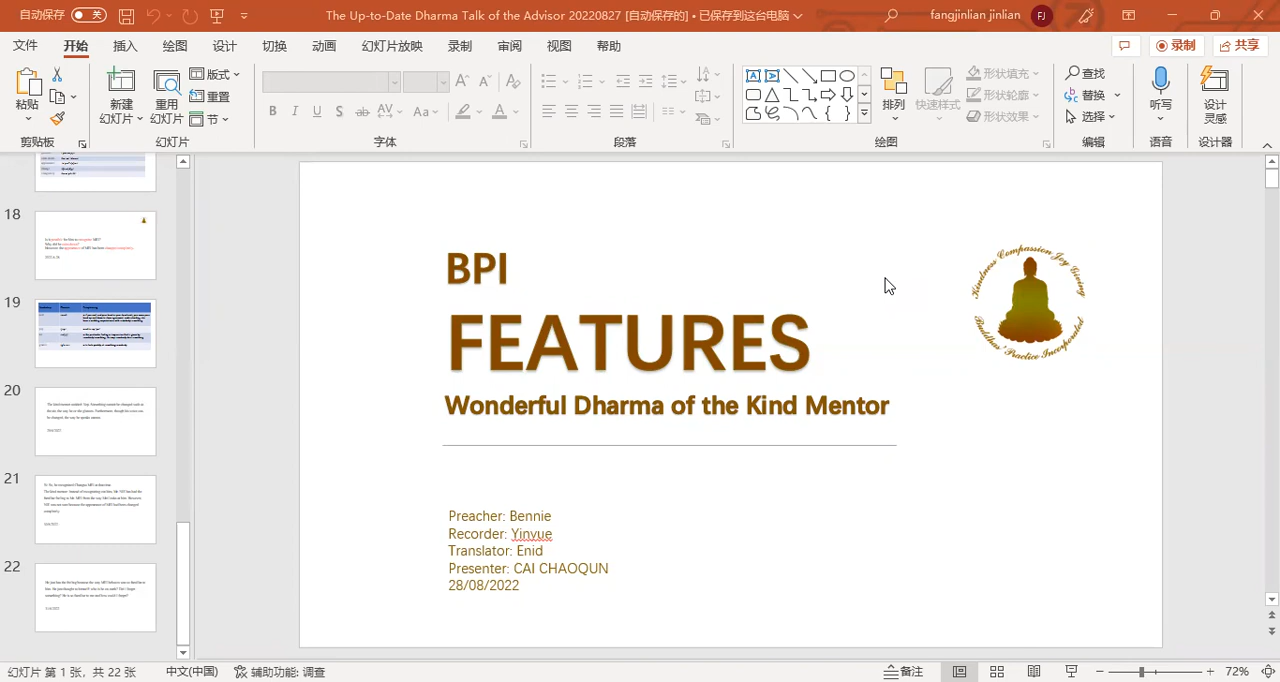 自动保存 关 The Up-to-Date Dharma Talk of the Advisor 20220827 [自动保存的] • 已保存到这台电脑 fangjinlian jinlian FJ
文件 开始 插入 绘图 设计 切换 动画 幻灯片放映 录制 审阅 视图 帮助 录制 共享
粘贴 新建 幻灯片 重用 幻灯片 版式 重置 节
B I U S ab AV Aa A
排列 快速样式 形状填充 形状轮廓 形状效果
查找 替换 选择
听写 设计 灵感
剪贴板 幻灯片 字体 段落 绘图 编辑 语音 设计器
18
19
20
21
22
BPI
FEATURES
Wonderful Dharma of the Kind Mentor
Kindness Compassion Joy Giving
Buddhas' Practice Incorporated
Preacher: Bennie
Recorder: Yinvue
Translator: Enid
Presenter: CAI CHAOQUN
28/08/2022
幻灯片 第 1 张，共 22 张 中文(中国) 辅助功能: 调查 备注 72%